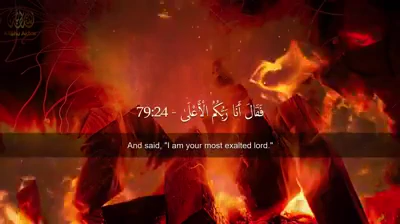 فَقَالَ أَنَا رَبُّكُمُ الْأَعْلَىٰ - 79:24
And said, "I am your most exalted lord."